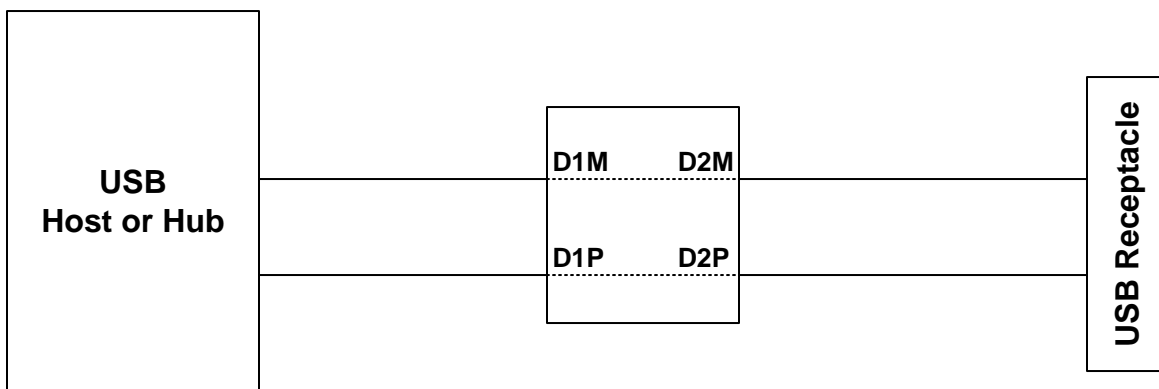 USB
Host or Hub
D1M D2M
D1P D2P
USB Receptacle